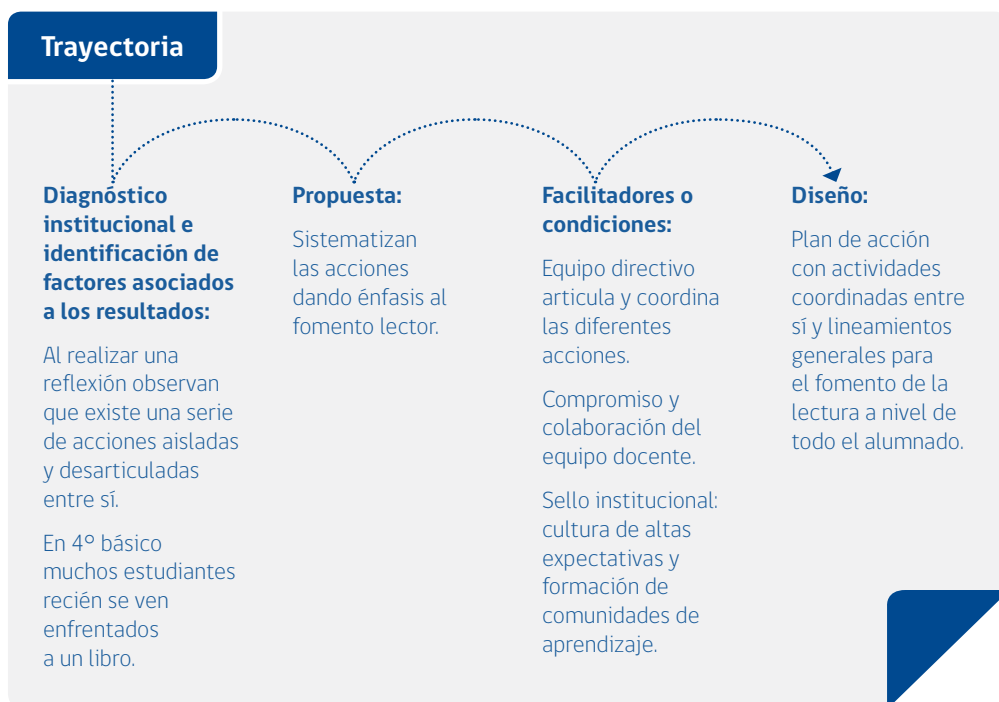 Trayectoria
Diagnóstico
institucional e
identificación de
factores asociados
a los resultados:
Al realizar una
reflexión observan
que existe una serie
de acciones aisladas
y desarticuladas
entre sí.
En 4º básico
muchos estudiantes
recién se ven
enfrentados
a un libro.
Propuesta:
Sistematizan
las acciones
dando énfasis al
fomento lector.
Facilitadores o
condiciones:
Equipo directivo
articula y coordina
las diferentes
acciones.
Compromiso y
colaboración del
equipo docente.
Sello institucional:
cultura de altas
expectativas y
formación de
comunidades de
aprendizaje.
Diseño:
Plan de acción
con actividades
coordinadas entre
sí y lineamientos
generales para
el fomento de la
lectura a nivel de
todo el alumnado.